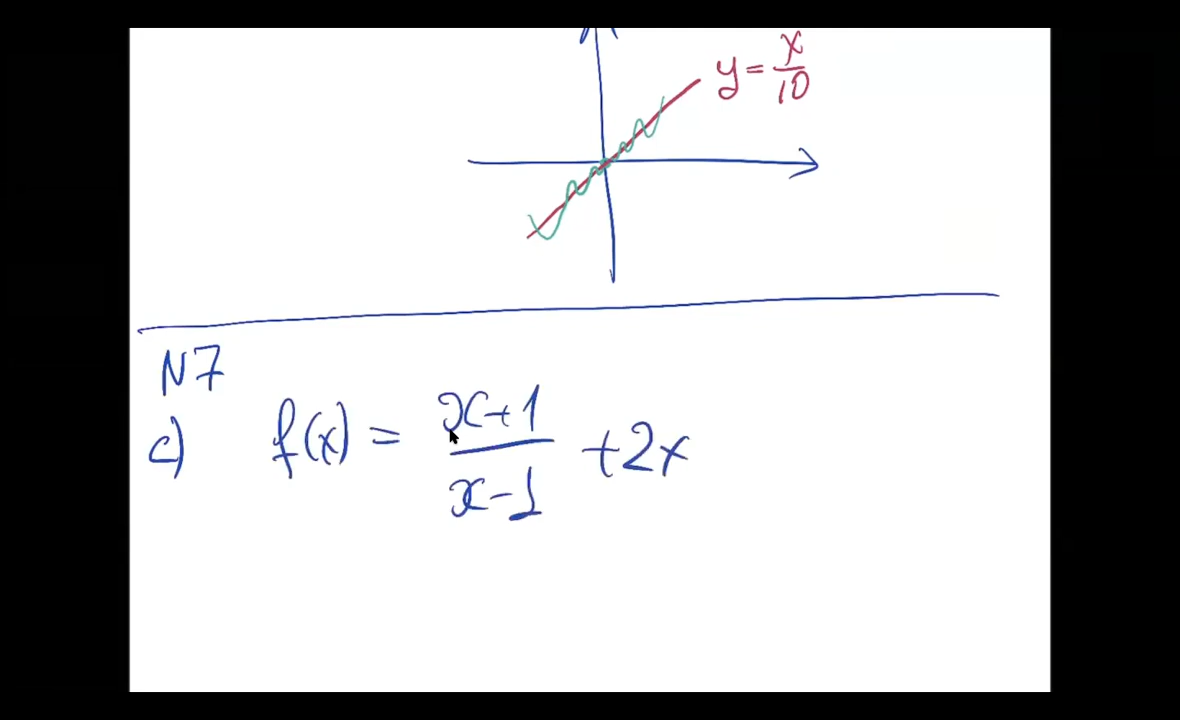 y = x/10
N7
c) f(x) = (x+1)/(x-1) + 2x